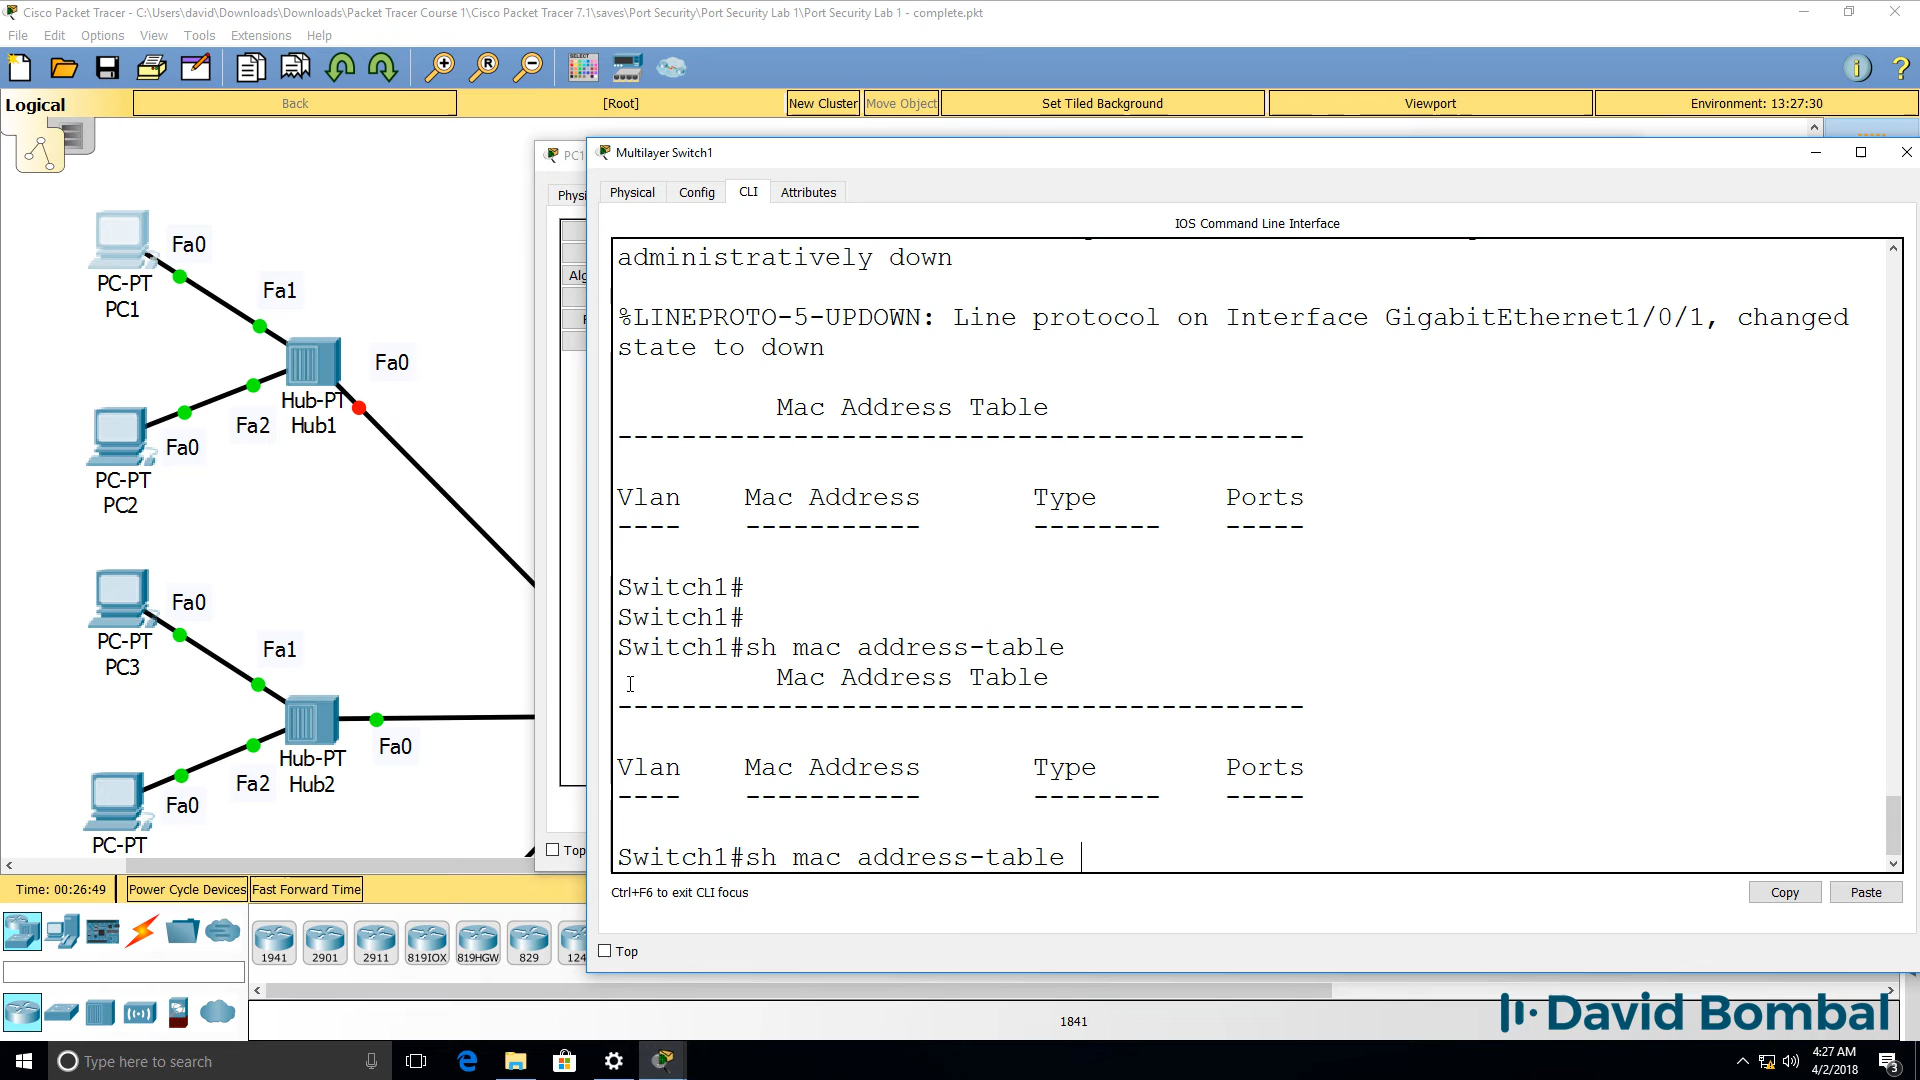 Cisco Packet Tracer - C:\Users\david\Downloads\Downloads\Packet Tracer Course 1\Cisco Packet Tracer 7.1\saves\Port Security\Port Security Lab 1\Port Security Lab 1 - complete.pkt
File Edit Options View Tools Extensions Help
Logical
Back
[Root]
New Cluster
Move Object
Set Tiled Background
Viewport
Environment: 13:27:30
Fa0
PC-PT
PC1
Fa1
Fa0
Hub-PT
Hub1
Fa2
Fa0
PC-PT
PC2
Fa0
PC-PT
PC3
Fa1
Hub-PT
Hub2
Fa0
Fa2
Fa0
PC-PT
PC1
Physi
Alg
Top
Multilayer Switch1
Physical Config CLI Attributes
IOS Command Line Interface
administratively down
%LINEPROTO-5-UPDOWN: Line protocol on Interface GigabitEthernet1/0/1, changed
state to down
Mac Address Table
-------------------------------------------
Vlan Mac Address Type Ports
---- ----------- -------- -----
Switch1#
Switch1#
Switch1#sh mac address-table
Mac Address Table
-------------------------------------------
Vlan Mac Address Type Ports
---- ----------- -------- -----
Switch1#sh mac address-table
Ctrl+F6 to exit CLI focus
Copy
Paste
Top
Time: 00:26:49
Power Cycle Devices
Fast Forward Time
1941
2901
2911
819IOX
819HGW
829
124
1841
David Bombal
Type here to search
4:27 AM
4/2/2018
3